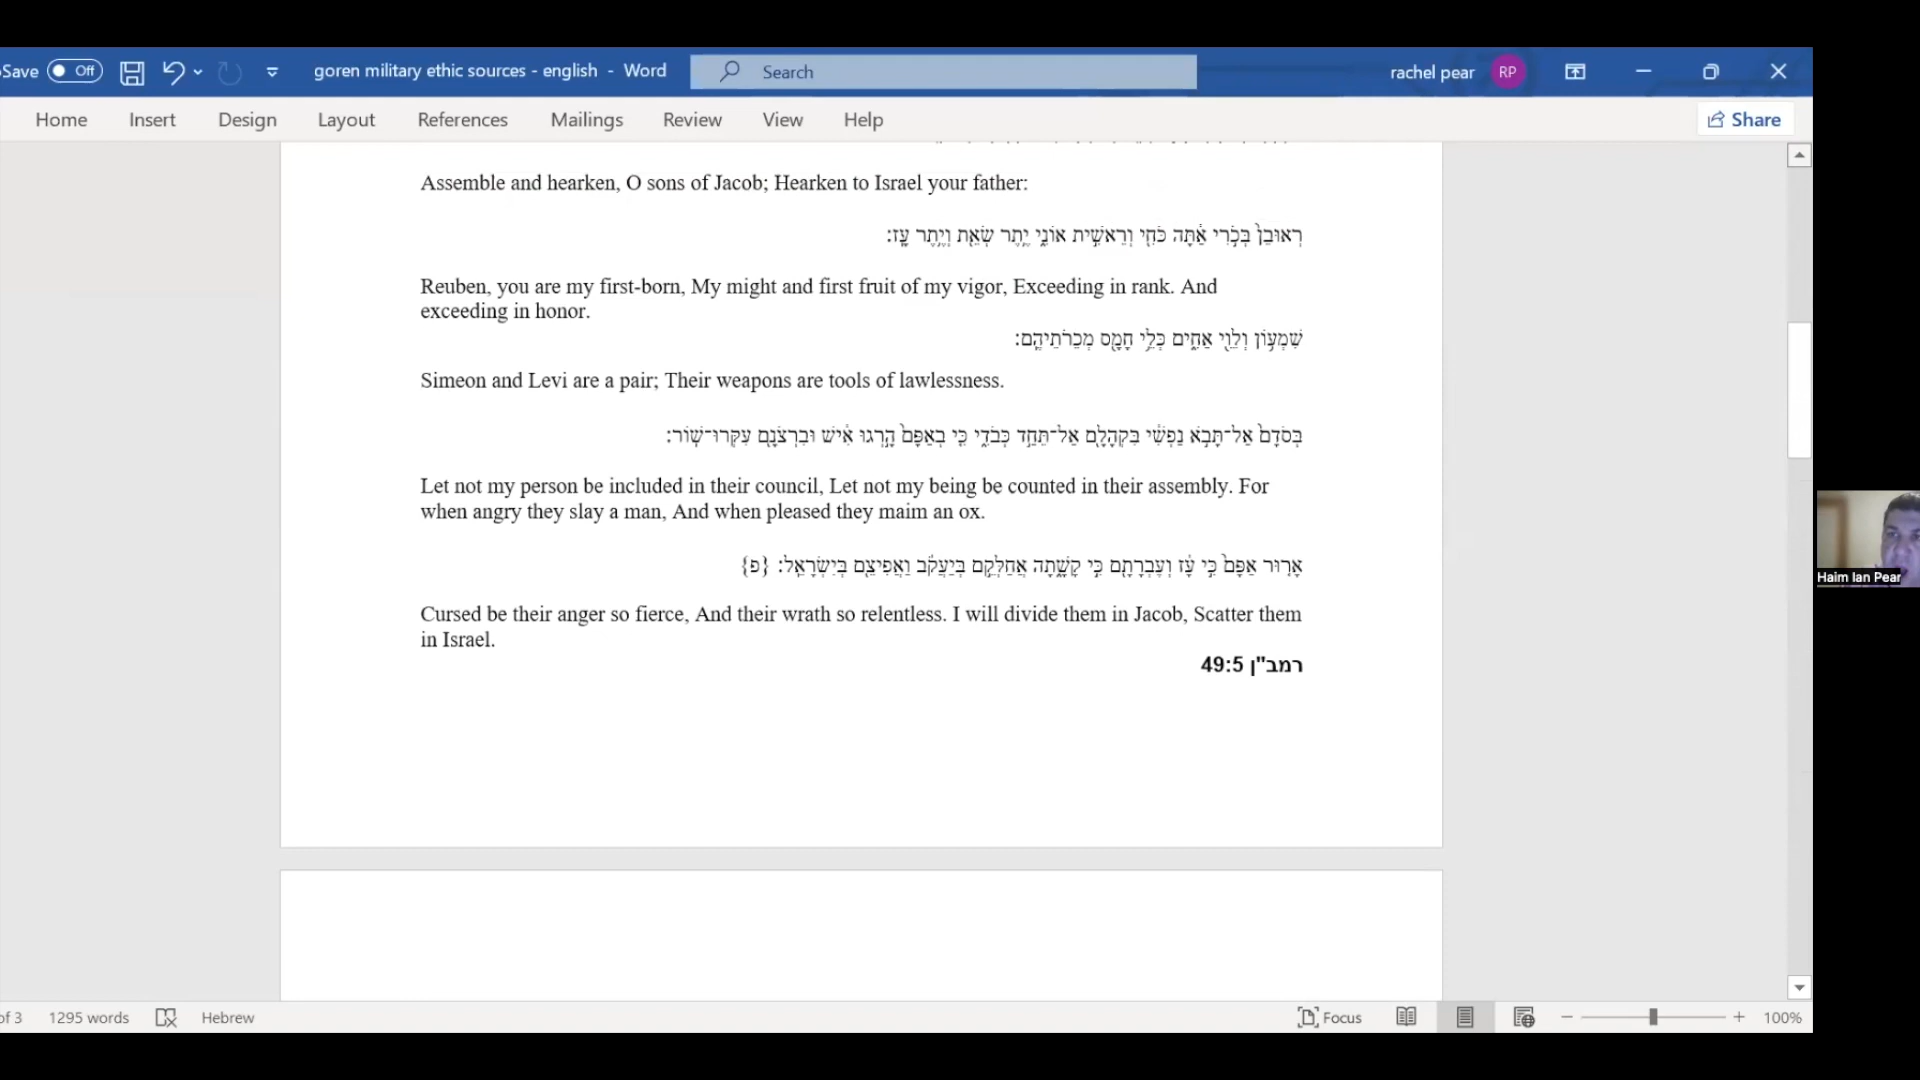 Save Off goren military ethic sources - english - Word Search rachel pear RP
Home Insert Design Layout References Mailings Review View Help Share
Assemble and hearken, O sons of Jacob; Hearken to Israel your father:
רְאוּבֵן֙ בְּכֹ֣רִי אַ֔תָּה כֹּחִ֖י וְרֵאשִׁ֣ית אוֹנִ֑י יֶ֥תֶר שְׂאֵ֖ת וְיֶ֥תֶר עָֽז׃
Reuben, you are my first-born, My might and first fruit of my vigor, Exceeding in rank. And
exceeding in honor.
שִׁמְע֥וֹן וְלֵוִ֖י אַחִ֑ים כְּלֵ֥י חָמָ֖ס מְכֵרֹתֵיהֶֽם׃
Simeon and Levi are a pair; Their weapons are tools of lawlessness.
בְּסֹדָם֙ אַל־תָּבֹ֣א נַפְשִׁ֔י בִּקְהָלָ֖ם אַל־תֵּחַ֣ד כְּבֹדִ֑י כִּ֤י בְאַפָּם֙ הָ֣רְגוּ אִ֔ישׁ וּבִרְצֹנָ֖ם עִקְּרוּ־שֽׁוֹר׃
Let not my person be included in their council, Let not my being be counted in their assembly. For
when angry they slay a man, And when pleased they maim an ox.
אָר֤וּר אַפָּם֙ כִּ֣י עָ֔ז וְעֶבְרָתָ֖ם כִּ֣י קָשָׁ֑תָה אֲחַלְּקֵ֣ם בְּיַעֲקֹ֔ב וַאֲפִיצֵ֖ם בְּיִשְׂרָאֵֽל׃ {פ}
Cursed be their anger so fierce, And their wrath so relentless. I will divide them in Jacob, Scatter them
in Israel.
רמב"ן 49:5
Haim Ian Pear
of 3 1295 words Hebrew Focus 100%